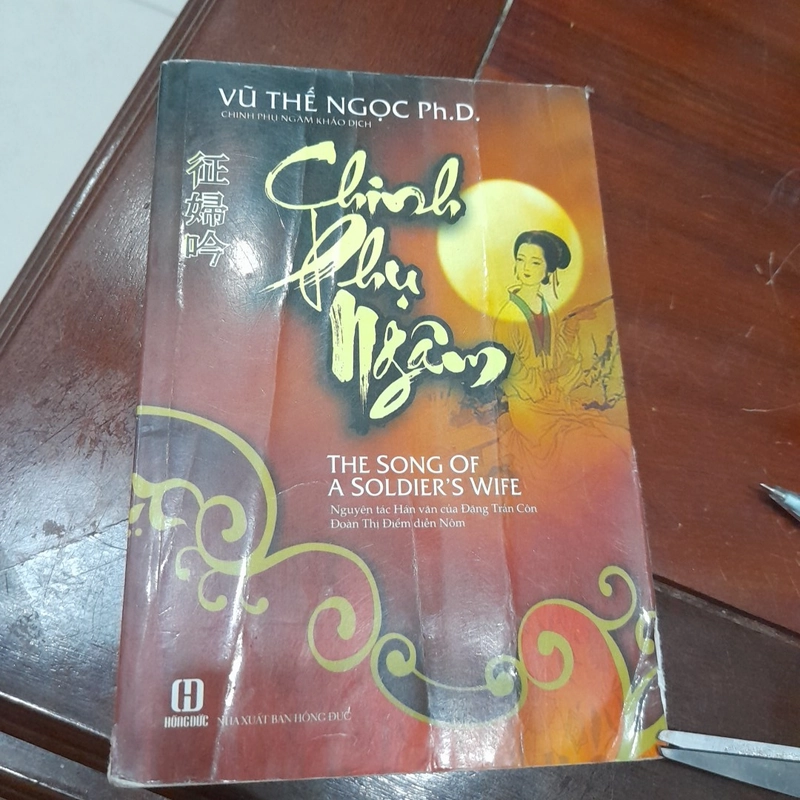 VŨ THẾ NGỌC Ph.D.
CHINH PHỤ NGÂM KHẢO DỊCH
征婦吟
Chinh
Phụ
Ngâm
THE SONG OF
A SOLDIER'S WIFE
Nguyên tác Hán văn của Đặng Trần Côn
Đoàn Thị Điểm diễn Nôm
HỒNG ĐỨC
NHÀ XUẤT BẢN HỒNG ĐỨC